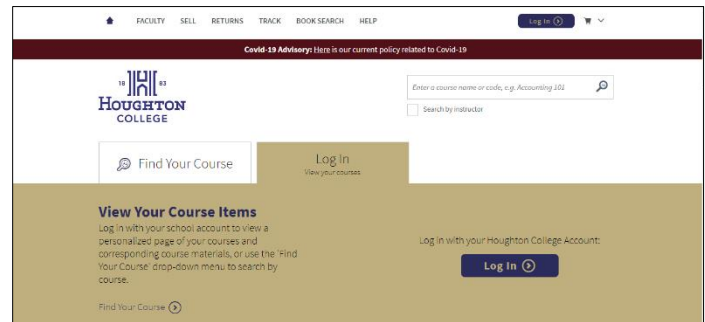 FACULTY SELL RETURNS TRACK BOOK SEARCH HELP Log In
Covid-19 Advisory: Here is our current policy related to Covid-19
18 83
HOUGHTON
COLLEGE
Enter a course name or code, e.g. Accounting 101
Search by instructor
Find Your Course
Log In
View your courses
View Your Course Items
Log in with your school account to view a
personalized page of your courses and
corresponding course materials, or use the 'Find
Your Course' drop-down menu to search by
course.
Find Your Course
Log in with your Houghton College Account:
Log In